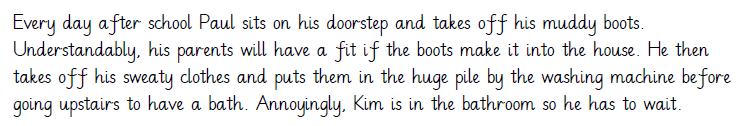 Every day after school Paul sits on his doorstep and takes off his muddy boots.
Understandably, his parents will have a fit if the boots make it into the house. He then
takes off his sweaty clothes and puts them in the huge pile by the washing machine before
going upstairs to have a bath. Annoyingly, Kim is in the bathroom so he has to wait.